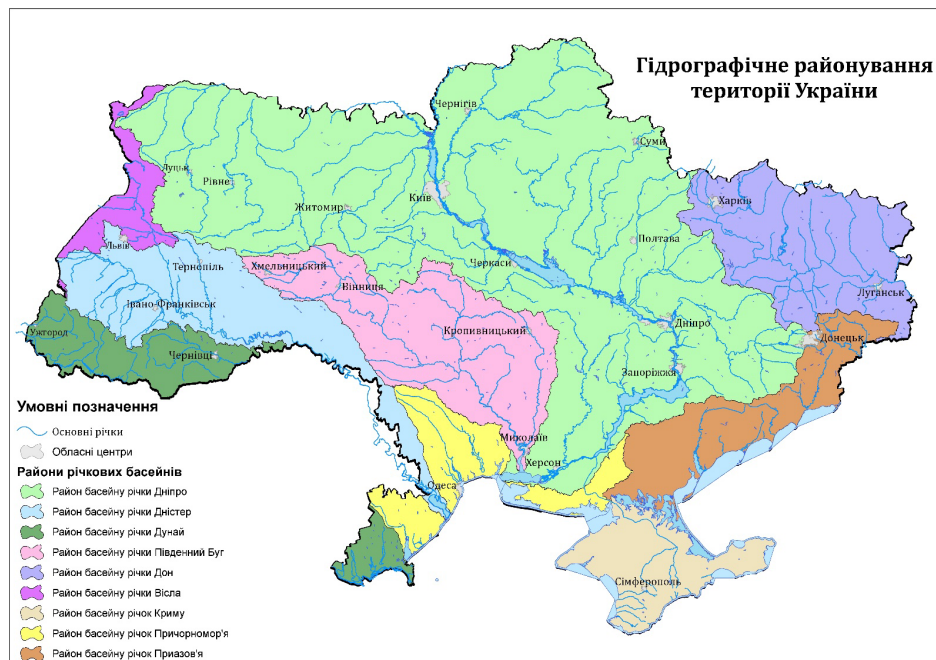 Гідрографічне районування
території України
Чернігів
Суми
Луцьк
Рівне
Київ
Харків
Житомир
Полтава
Львів
Тернопіль
Хмельницький
Черкаси
Вінниця
Луганськ
Івано-Франківськ
Ужгород
Кропивницький
Дніпро
Донецьк
Чернівці
Запоріжжя
Миколаїв
Херсон
Одеса
Сімферополь
Умовні позначення
Основні річки
Обласні центри
Райони річкових басейнів
Район басейну річки Дніпро
Район басейну річки Дністер
Район басейну річки Дунай
Район басейну річки Південний Буг
Район басейну річки Дон
Район басейну річки Вісла
Район басейну річок Криму
Район басейну річок Причорномор'я
Район басейну річок Приазов'я